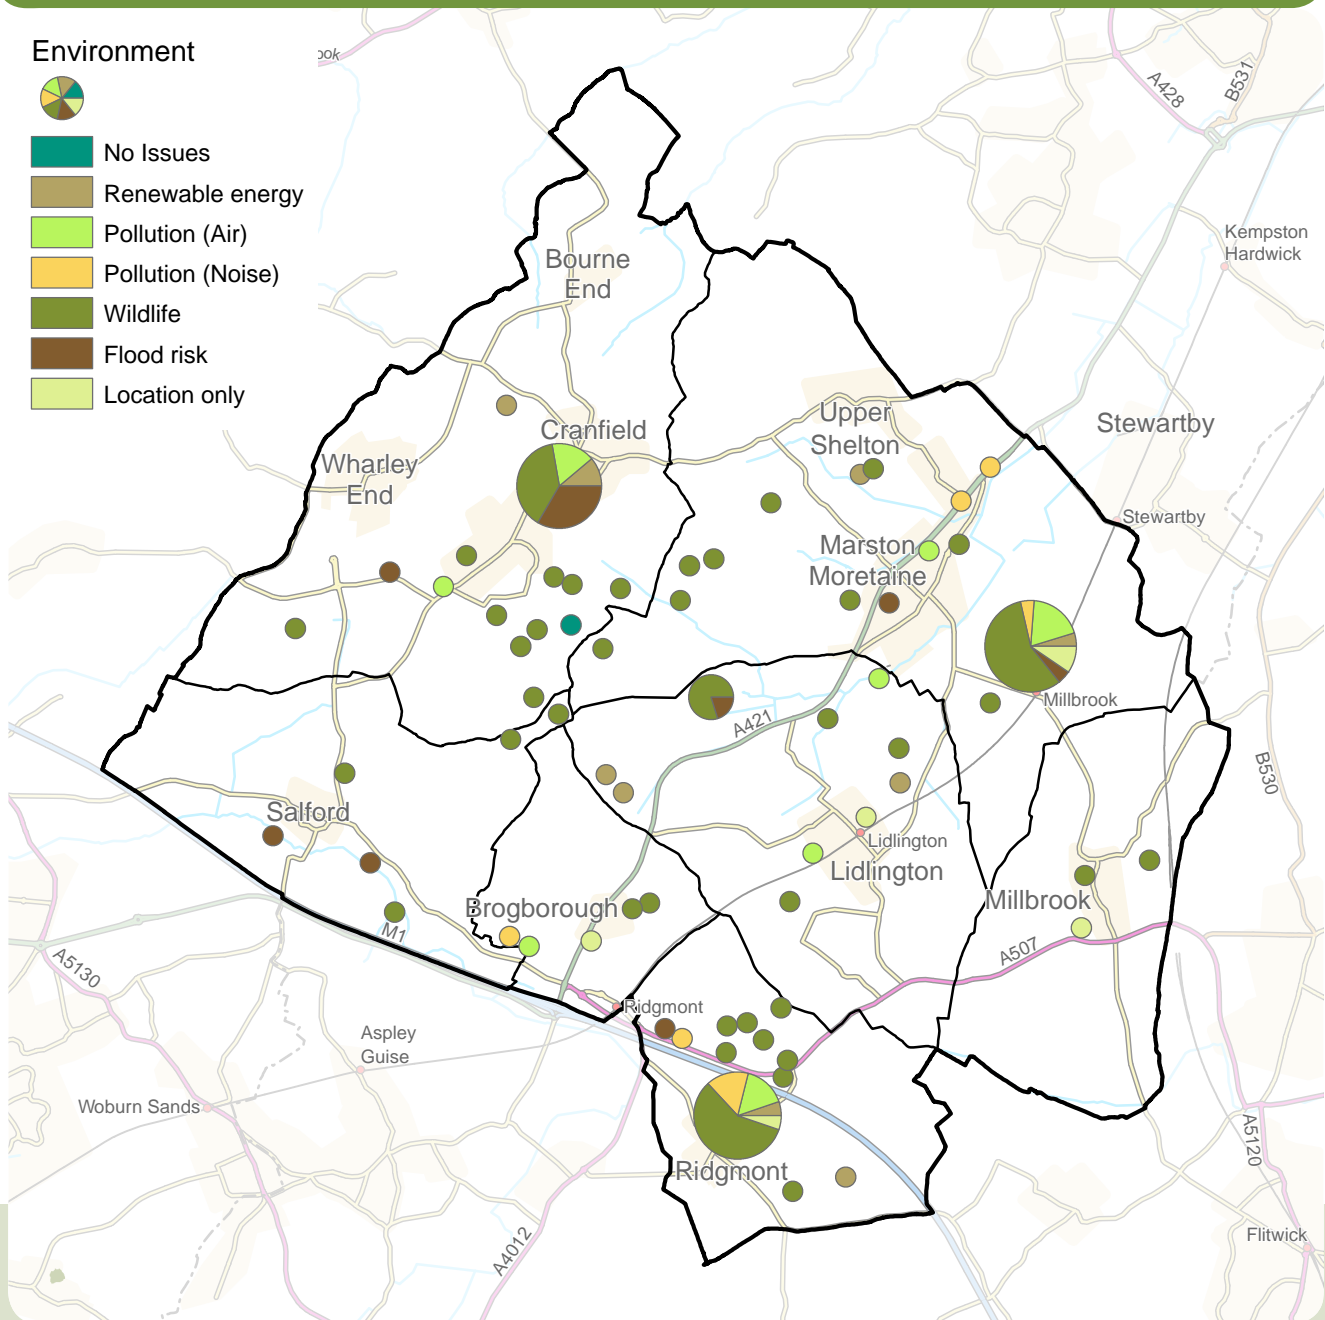 Environment
No Issues
Renewable energy
Pollution (Air)
Pollution (Noise)
Wildlife
Flood risk
Location only
ook
A428
B531
Kempston
Hardwick
Bourne
End
Cranfield
Upper
Shelton
Stewartby
Wharley
End
Stewartby
Marston
Moretaine
Millbrook
A421
B530
Salford
Lidlington
Lidlington
Brogborough
Millbrook
M1
A507
A5130
Ridgmont
Aspley
Guise
Woburn Sands
A5120
Ridgmont
A4012
Flitwick